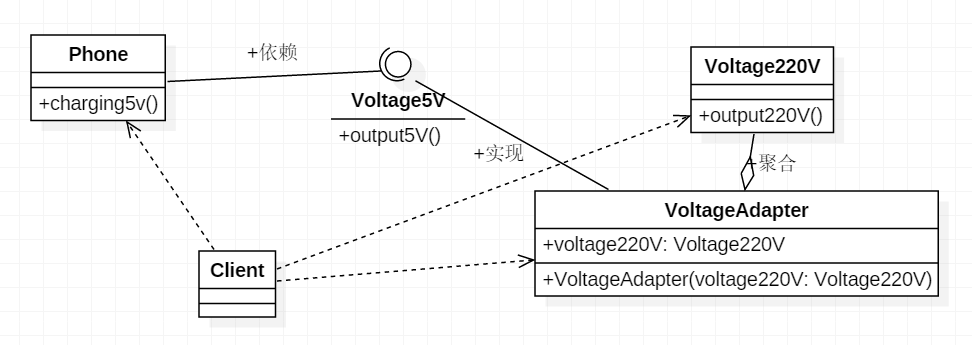 Phone
+charging5v()
+依赖
Voltage5V
+output5V()
Voltage220V
+output220V()
+实现
+聚合
VoltageAdapter
+voltage220V: Voltage220V
+VoltageAdapter(voltage220V: Voltage220V)
Client